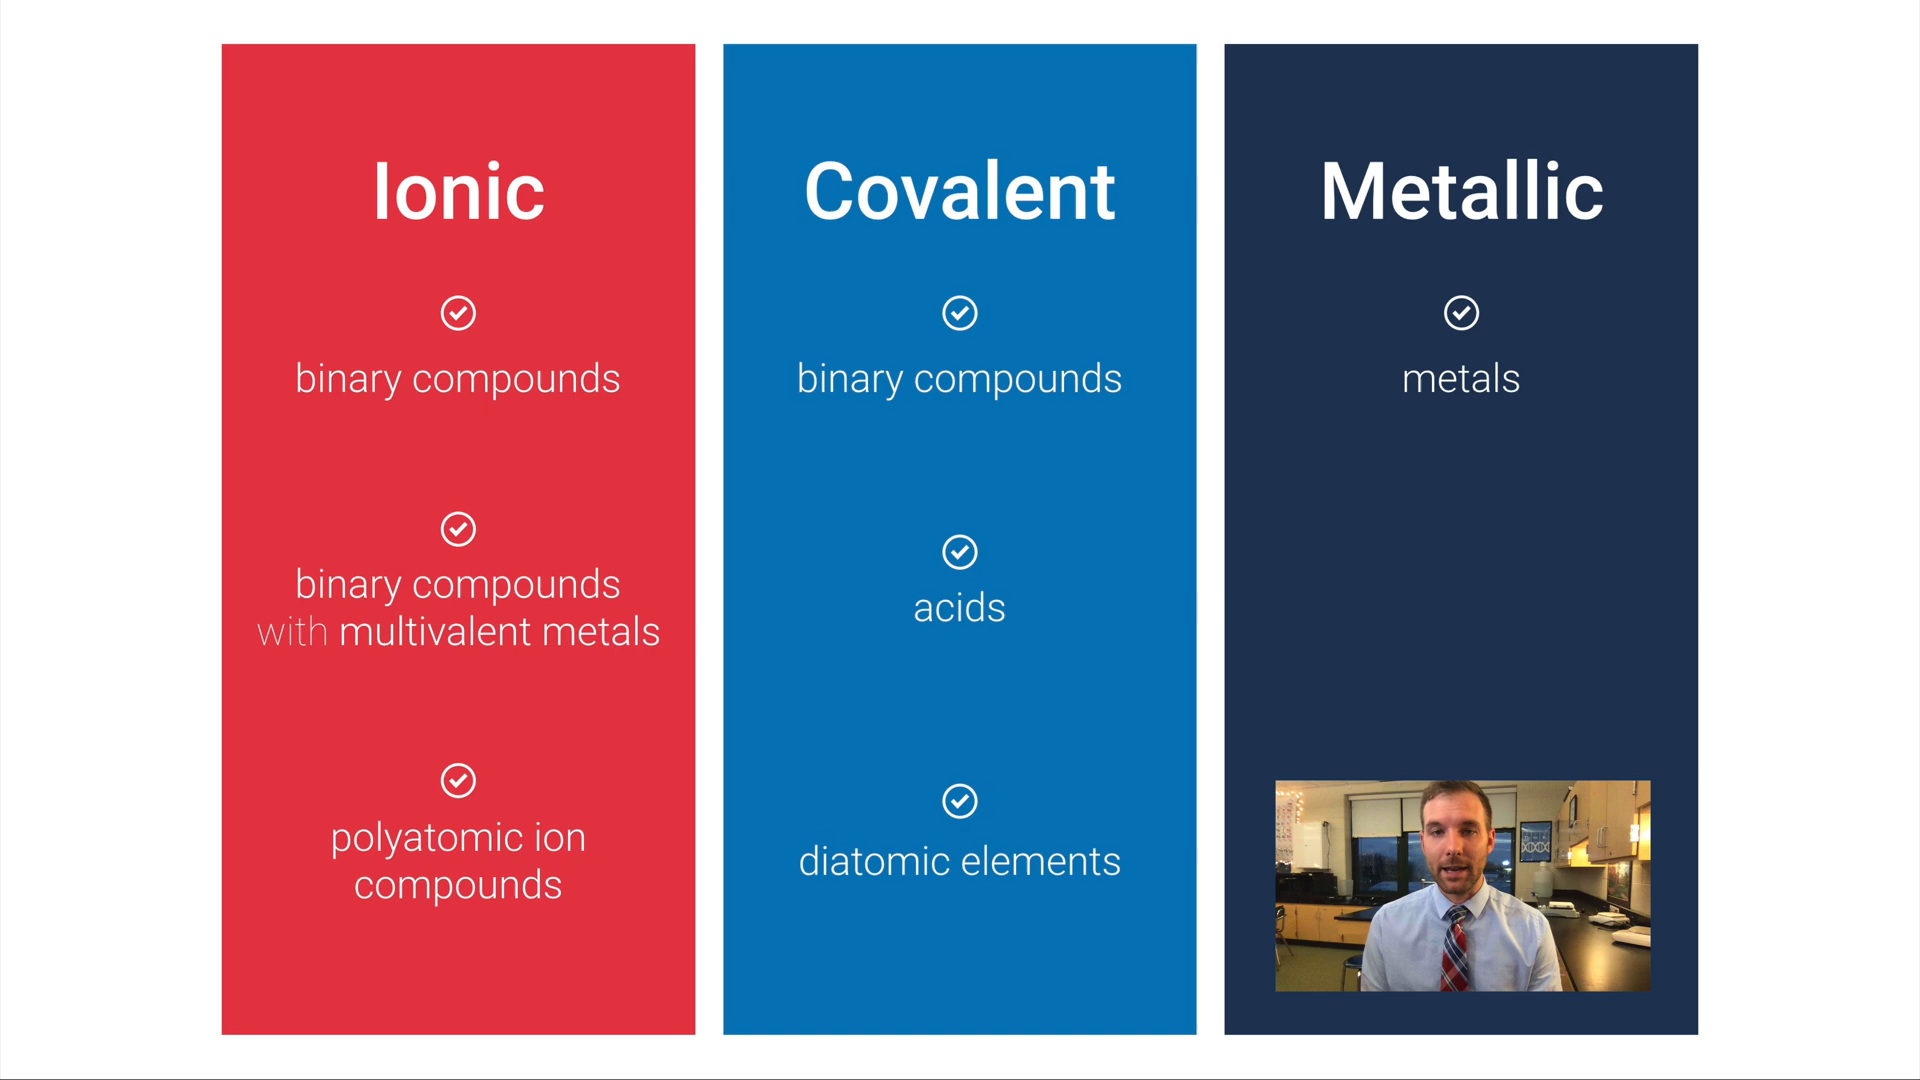 Ionic
binary compounds
binary compounds
with multivalent metals
polyatomic ion
compounds
Covalent
binary compounds
acids
diatomic elements
Metallic
metals